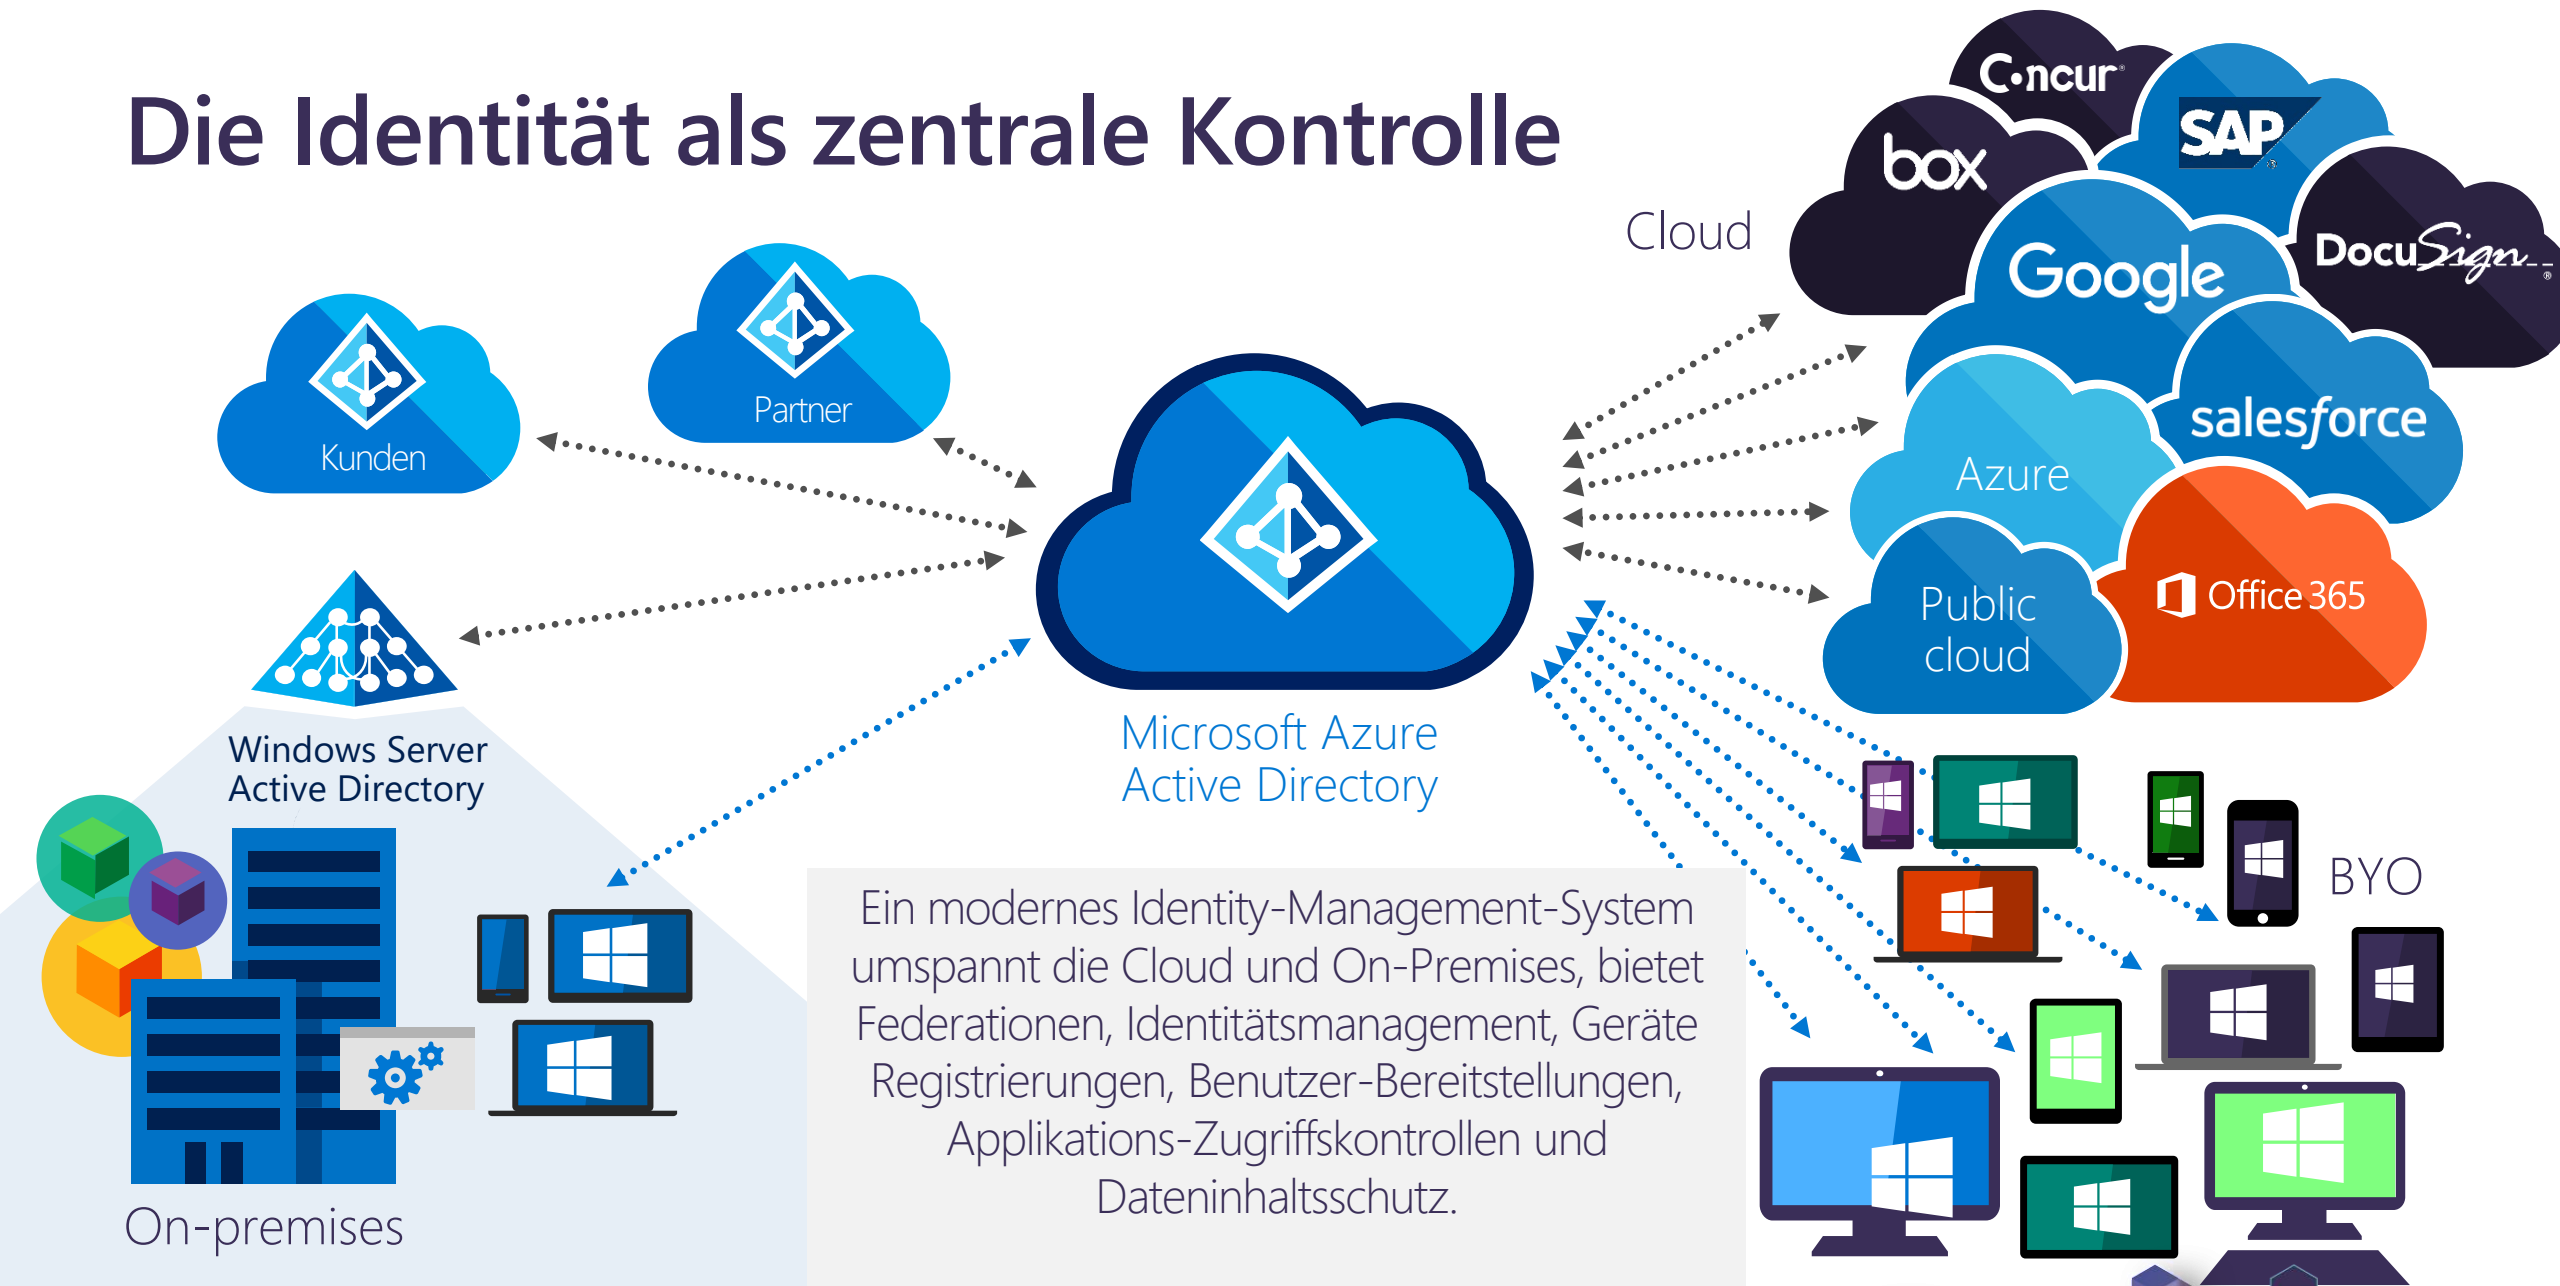 Die Identität als zentrale Kontrolle
Cloud
Concur
box
SAP
DocuSign
Google
salesforce
Azure
Office 365
Public
cloud
Kunden
Partner
Windows Server
Active Directory
Microsoft Azure
Active Directory
BYO
Ein modernes Identity-Management-System
umspannt die Cloud und On-Premises, bietet
Federationen, Identitätsmanagement, Geräte
Registrierungen, Benutzer-Bereitstellungen,
Applikations-Zugriffskontrollen und
Dateninhaltsschutz.
On-premises